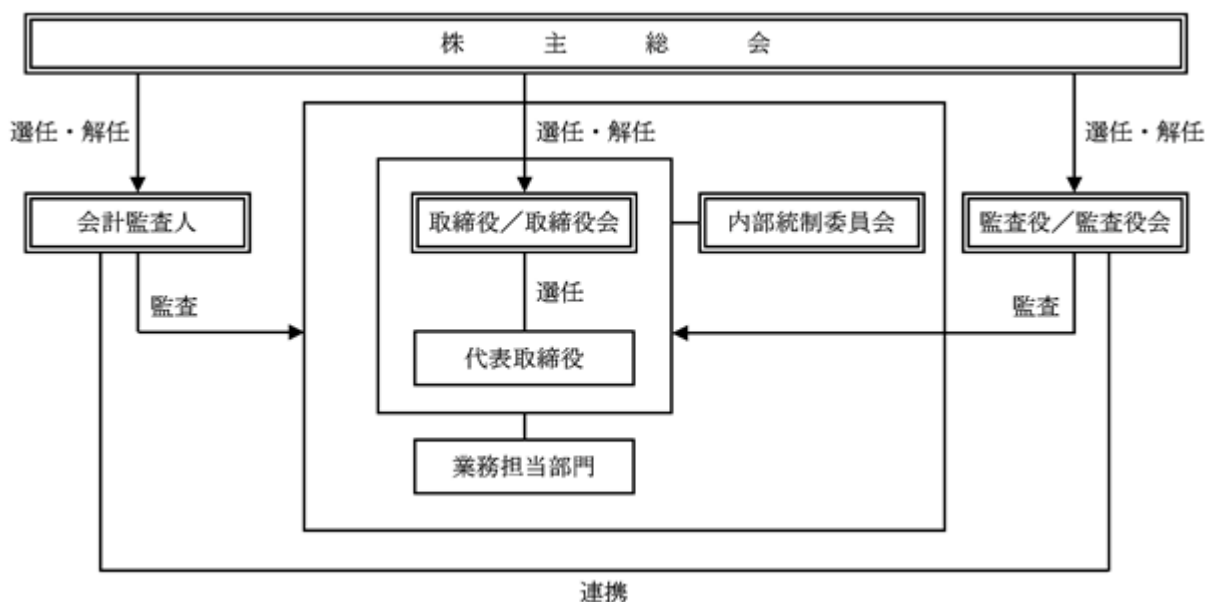 株主総会
選任・解任
選任・解任
選任・解任
会計監査人
取締役／取締役会
内部統制委員会
監査役／監査役会
選任
監査
監査
代表取締役
業務担当部門
連携